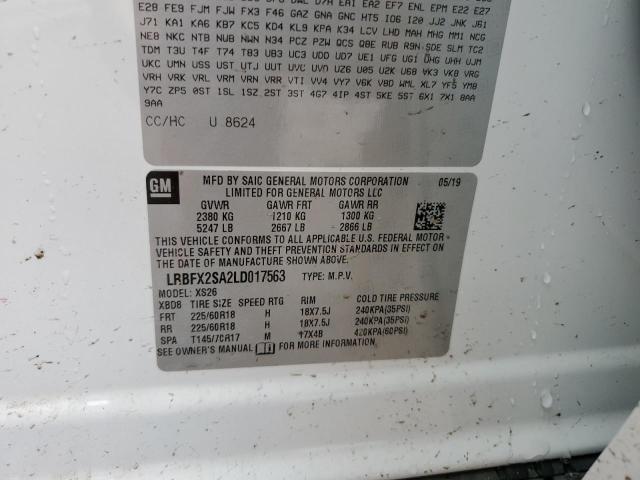 E28 FE9 FJM FJW FX3 F46 GAZ GNA GNC HT5 IO6 I20 JJ2 JNK J61
J71 KA1 KA6 KB7 KC5 KD4 KL9 KPA K34 LCV LHD MAH MHG MM1 MM3
NE8 NKC NTB NUB NWN N34 PCZ PZW QCS QBE RUB R9N SDE SLM TC2
TDM T3U T4F T74 T83 UB3 UC3 UDD UD7 UE1 UFG UG1 UHG UHH UJM
UKC UMN USS UST UTJ UUT UVC UVD UZ6 U05 U2K U68 VK3 VK8 VRG
VRH VRK VRL VRM VRN VRR VTI VV4 VY7 V6K V8D WML XL7 YF5 YM8
Y7C ZP5 0ST 1SL 1SZ 2ST 3ST 4G7 4IP 4ST 5KE 5ST 6X1 7X1 8AA
9AA
CC/HC U 8624
GM
MFD BY SAIC GENERAL MOTORS CORPORATION 05/19
LIMITED FOR GENERAL MOTORS LLC
GVWR GAWR FRT GAWR RR
2380 KG 1210 KG 1300 KG
5247 LB 2667 LB 2866 LB
THIS VEHICLE CONFORMS TO ALL APPLICABLE U.S. FEDERAL MOTOR
VEHICLE SAFETY AND THEFT PREVENTION STANDARDS IN EFFECT
ON THE DATE OF MANUFACTURE SHOWN ABOVE.
LRBFX2SA2LD017563 TYPE: M.P.V.
MODEL: XS26
XBD8 TIRE SIZE SPEED RTG RIM COLD TIRE PRESSURE
FRT 225/60R18 H 18X7.5J 240KPA(35PSI)
RR 225/60R18 H 18X7.5J 240KPA(35PSI)
SPA T145/70R17 M 17X4B 420KPA(60PSI)
SEE OWNER'S MANUAL FOR MORE INFORMATION